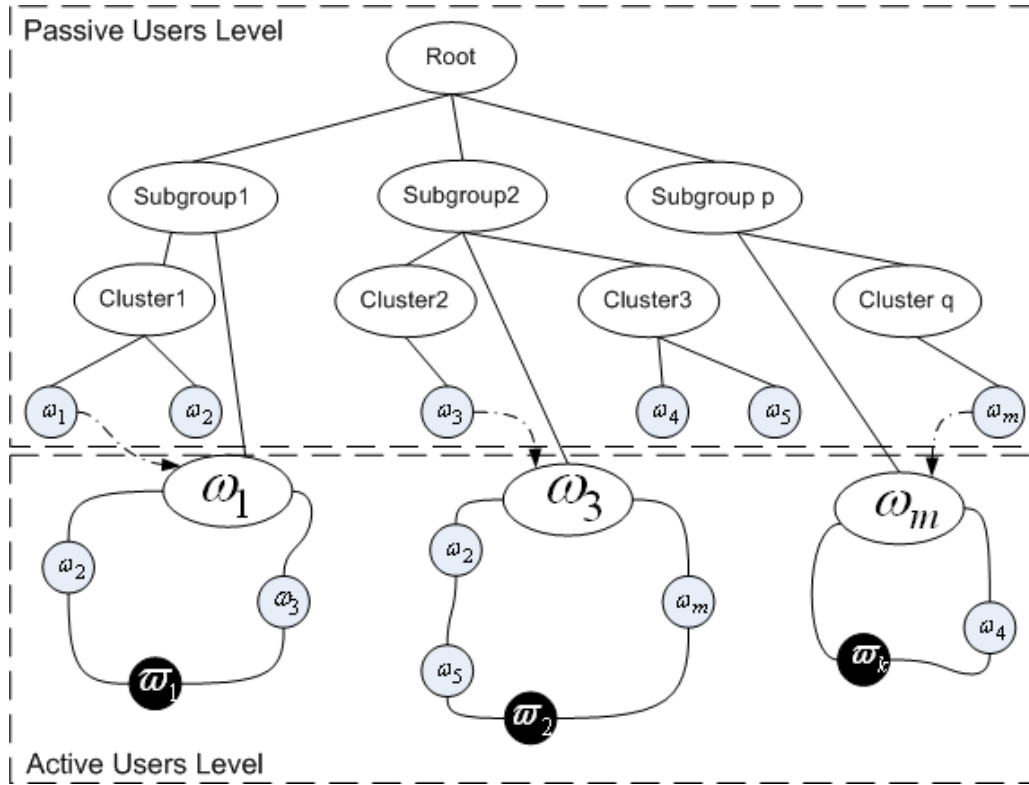 Passive Users Level
Root
Subgroup1
Subgroup2
Subgroup p
Cluster1
Cluster2
Cluster3
Cluster q
ω1
ω2
ω3
ω4
ω5
ωm
ω1
ω3
ωm
ω2
ω3
ϖ1
ω2
ωm
ω5
ϖ2
ω4
ϖk
Active Users Level